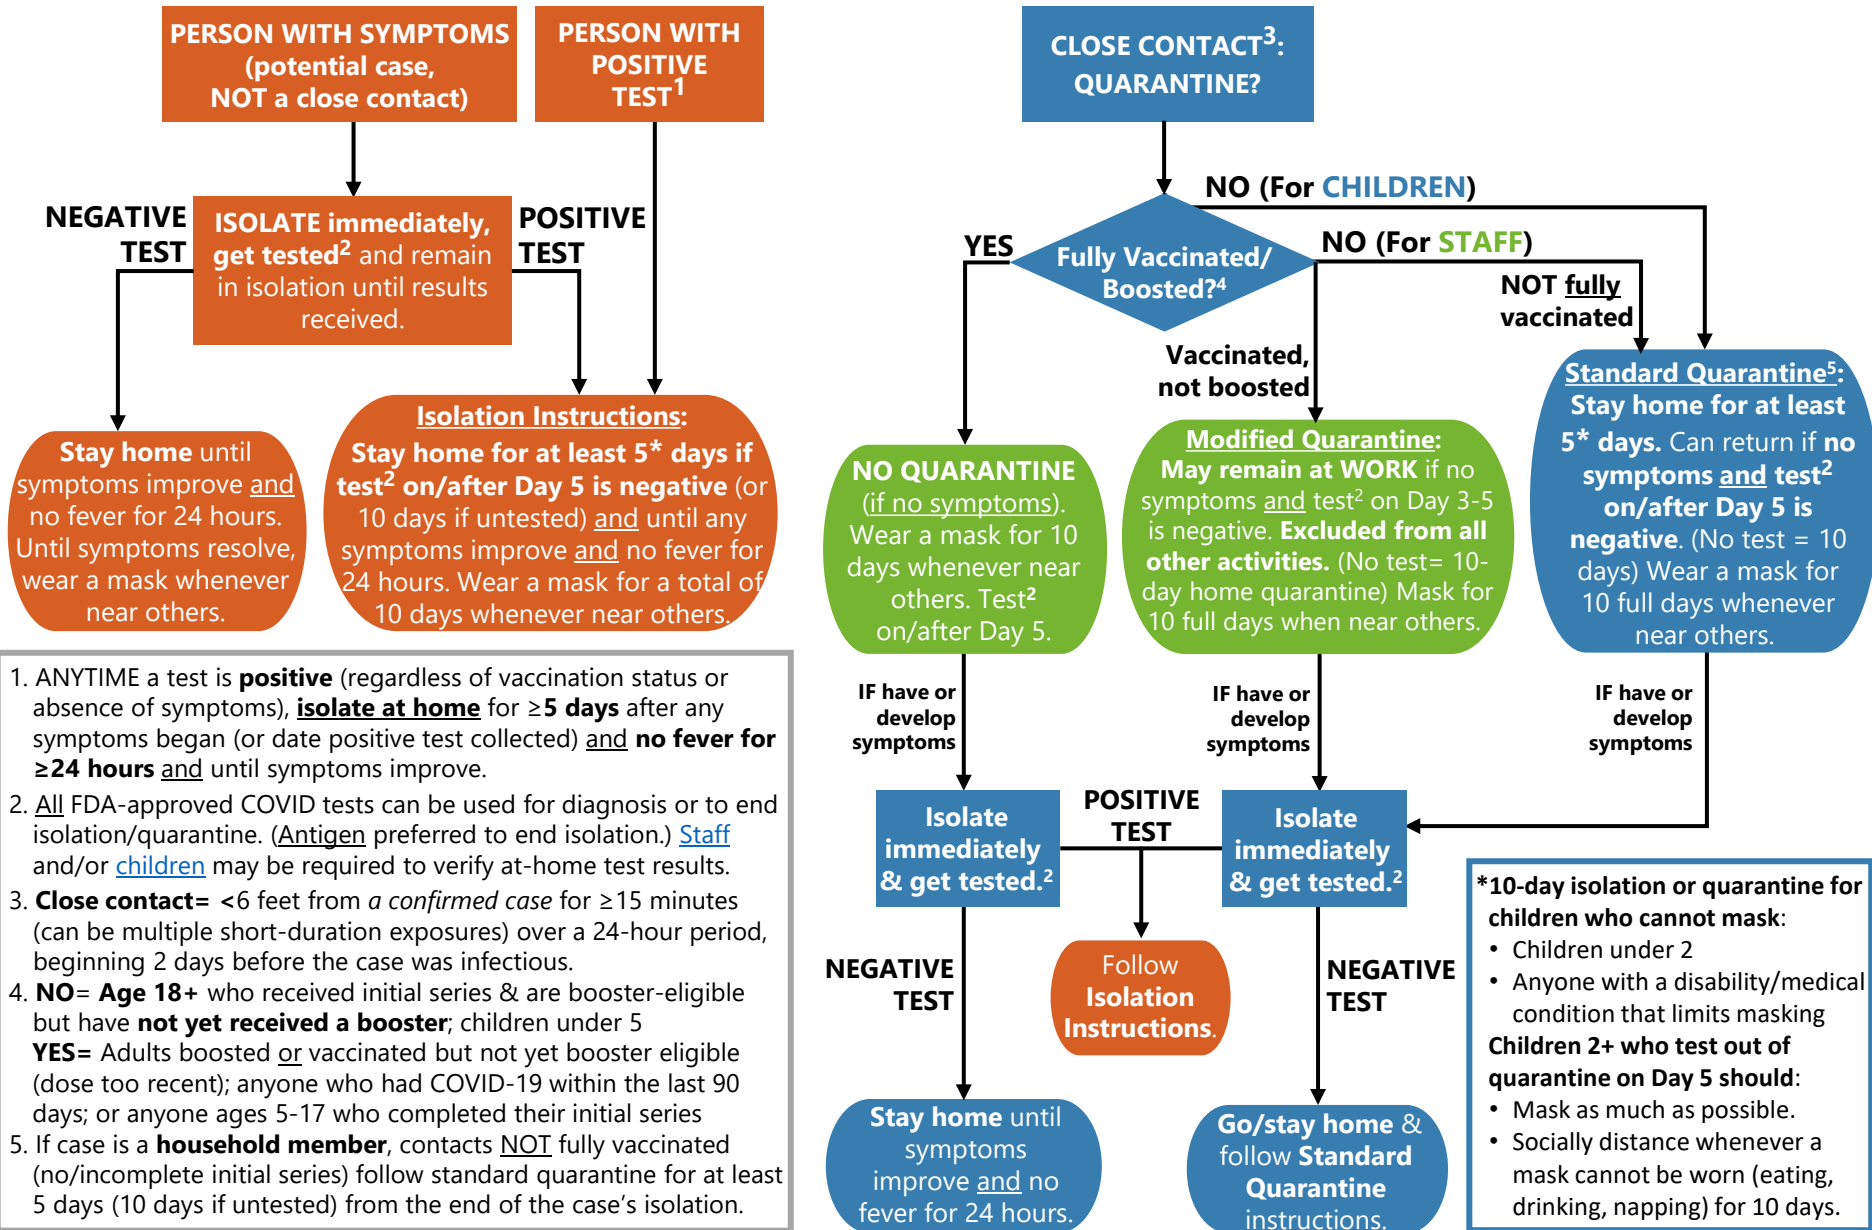 PERSON WITH SYMPTOMS
(potential case,
NOT a close contact)
PERSON WITH
POSITIVE
TEST1
NEGATIVE
TEST
ISOLATE immediately,
get tested2 and remain
in isolation until results
received.
POSITIVE
TEST
Stay home until
symptoms improve and
no fever for 24 hours.
Until symptoms resolve,
wear a mask whenever
near others.
Isolation Instructions:
Stay home for at least 5* days if
test2 on/after Day 5 is negative (or
10 days if untested) and until any
symptoms improve and no fever for
24 hours. Wear a mask for a total of
10 days whenever near others.
CLOSE CONTACT3:
QUARANTINE?
NO (For CHILDREN)
YES
Fully Vaccinated/
Boosted?4
NO (For STAFF)
NOT fully
vaccinated
Vaccinated,
not boosted
NO QUARANTINE
(if no symptoms).
Wear a mask for 10
days whenever near
others. Test2
on/after Day 5.
Modified Quarantine:
May remain at WORK if no
symptoms and test2 on Day 3-5
is negative. Excluded from all
other activities. (No test= 10-
day home quarantine) Mask for
10 full days when near others.
Standard Quarantine5:
Stay home for at least
5* days. Can return if no
symptoms and test2
on/after Day 5 is
negative. (No test = 10
days) Wear a mask for
10 full days whenever
near others.
IF have or
develop
symptoms
IF have or
develop
symptoms
IF have or
develop
symptoms
Isolate
immediately
& get tested.2
POSITIVE
TEST
Isolate
immediately
& get tested.2
NEGATIVE
TEST
Follow
Isolation
Instructions.
NEGATIVE
TEST
Stay home until
symptoms
improve and no
fever for 24 hours.
Go/stay home &
follow Standard
Quarantine
instructions.
1. ANYTIME a test is positive (regardless of vaccination status or
absence of symptoms), isolate at home for ≥5 days after any
symptoms began (or date positive test collected) and no fever for
≥24 hours and until symptoms improve.
2. All FDA-approved COVID tests can be used for diagnosis or to end
isolation/quarantine. (Antigen preferred to end isolation.) Staff
and/or children may be required to verify at-home test results.
3. Close contact= <6 feet from a confirmed case for ≥15 minutes
(can be multiple short-duration exposures) over a 24-hour period,
beginning 2 days before the case was infectious.
4. NO= Age 18+ who received initial series & are booster-eligible
but have not yet received a booster; children under 5
YES= Adults boosted or vaccinated but not yet booster eligible
(dose too recent); anyone who had COVID-19 within the last 90
days; or anyone ages 5-17 who completed their initial series
5. If case is a household member, contacts NOT fully vaccinated
(no/incomplete initial series) follow standard quarantine for at least
5 days (10 days if untested) from the end of the case's isolation.
*10-day isolation or quarantine for
children who cannot mask:
• Children under 2
• Anyone with a disability/medical
condition that limits masking
Children 2+ who test out of
quarantine on Day 5 should:
• Mask as much as possible.
• Socially distance whenever a
mask cannot be worn (eating,
drinking, napping) for 10 days.